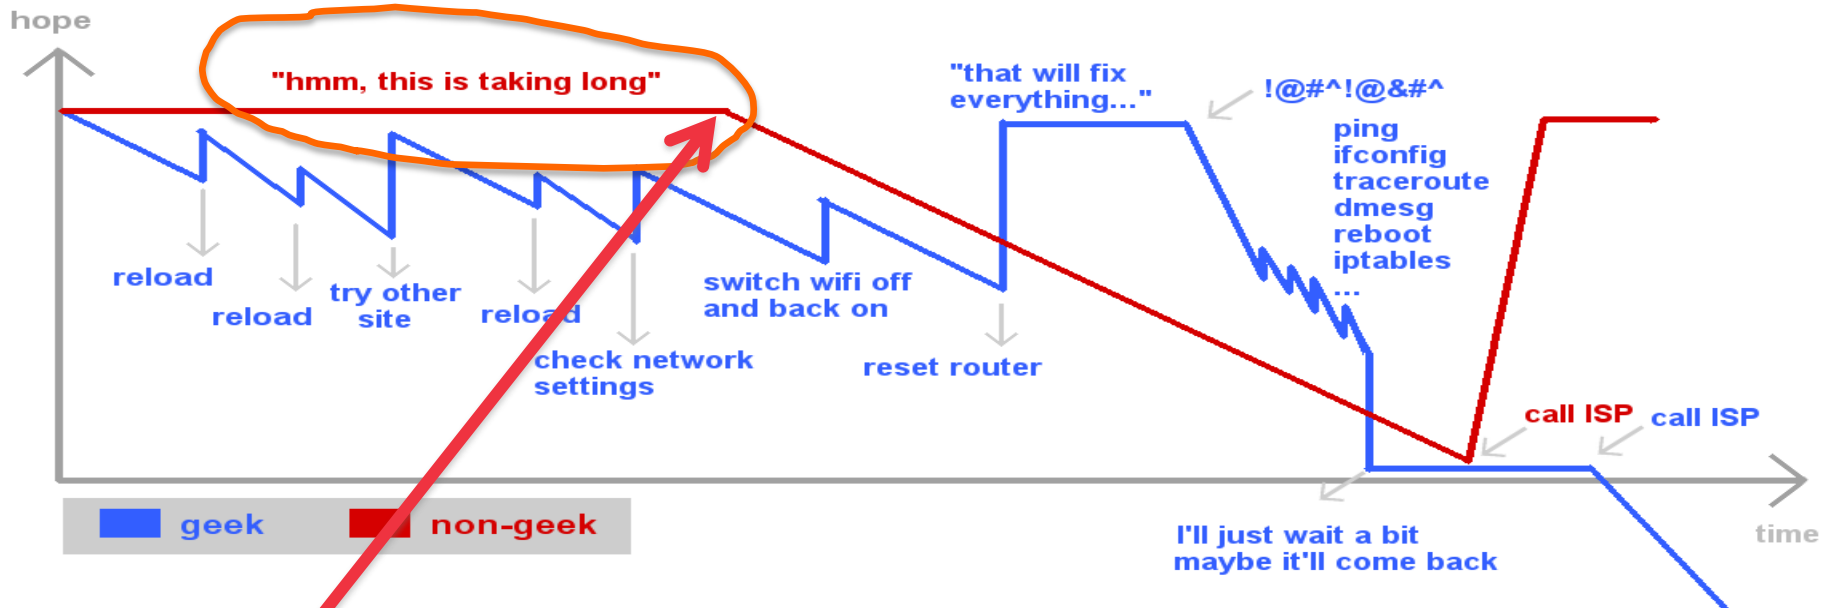 hope
"hmm, this is taking long"
"that will fix
everything..."
!@#^!@&#^
ping
ifconfig
traceroute
dmesg
reboot
iptables
...
reload
reload
try other
site
reload
check network
settings
switch wifi off
and back on
reset router
call ISP
call ISP
geek
non-geek
I'll just wait a bit
maybe it'll come back
time